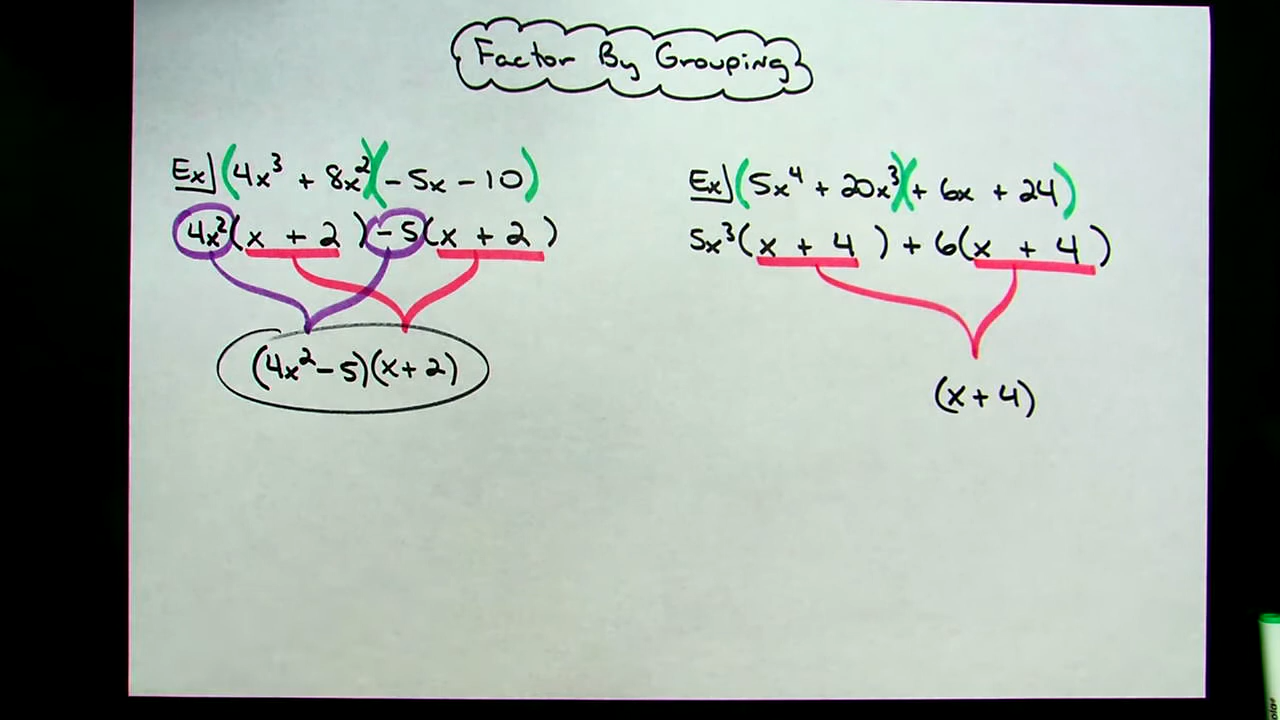 Factor By Grouping
Ex] (4x³ + 8x²)(- 5x - 10)
4x²(x + 2) - 5(x + 2)
(4x² - 5)(x + 2)
Ex] (5x⁴ + 20x³)(+ 6x + 24)
5x³(x + 4) + 6(x + 4)
(x + 4)